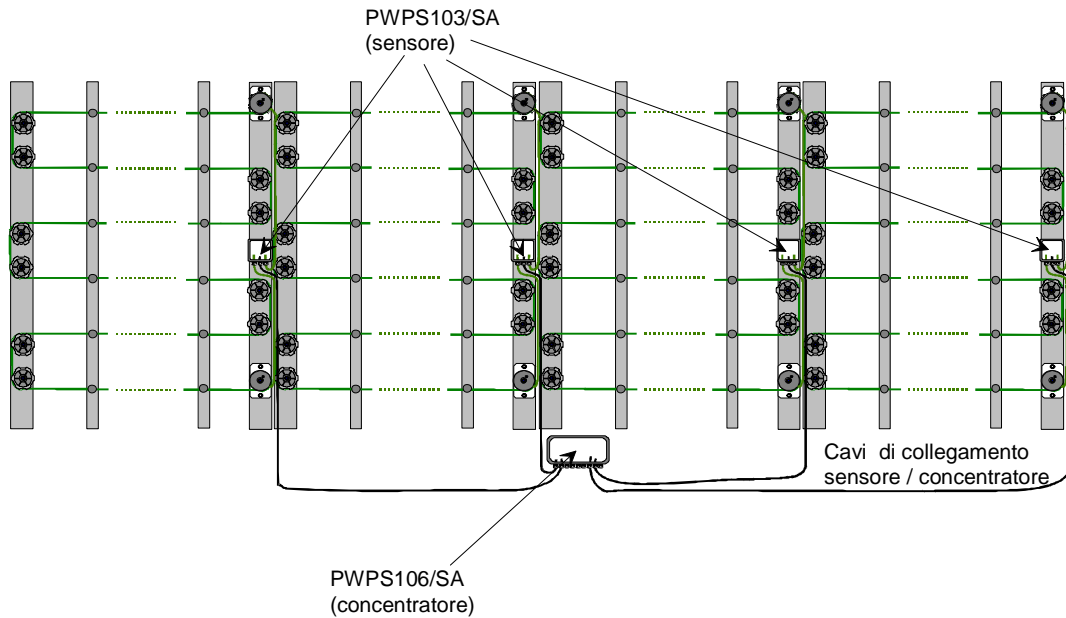 PWPS103/SA
(sensore)
Cavi di collegamento
sensore / concentratore
PWPS106/SA
(concentratore)